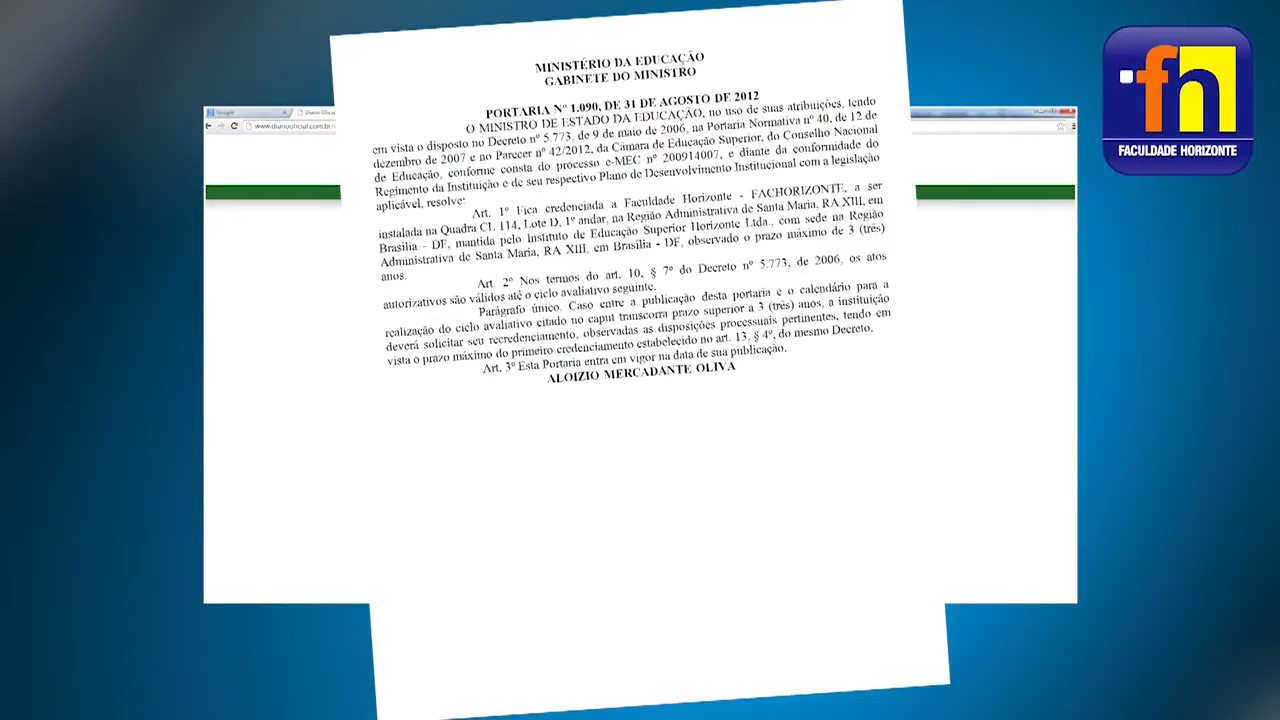 MINISTÉRIO DA EDUCAÇÃO
GABINETE DO MINISTRO
PORTARIA Nº 1.090, DE 31 DE AGOSTO DE 2012
O MINISTRO DE ESTADO DA EDUCAÇÃO, no uso de suas atribuições, tendo
em vista o disposto no Decreto nº 5.773, de 9 de maio de 2006, na Portaria Normativa nº 40, de 12 de
dezembro de 2007 e no Parecer nº 42/2012, da Câmara de Educação Superior, do Conselho Nacional
de Educação, conforme consta do processo e-MEC nº 200914007, e diante da conformidade do
Regimento da Instituição e de seu respectivo Plano de Desenvolvimento Institucional com a legislação
aplicável, resolve:
Art. 1º Fica credenciada a Faculdade Horizonte - FACHORIZONTE, a ser
instalada na Quadra CL 114, Lote D, 1º andar, na Região Administrativa de Santa Maria, RA XIII, em
Brasília - DF, mantida pelo Instituto de Educação Superior Horizonte Ltda., com sede na Região
Administrativa de Santa Maria, RA XIII, em Brasília - DF, observado o prazo máximo de 3 (três)
anos.
Art. 2º Nos termos do art. 10, § 7º do Decreto nº 5.773, de 2006, os atos
autorizativos são válidos até o ciclo avaliativo seguinte.
Parágrafo único. Caso entre a publicação desta portaria e o calendário para a
realização do ciclo avaliativo citado no caput transcorra prazo superior a 3 (três) anos, a instituição
deverá solicitar seu recredenciamento, observadas as disposições processuais pertinentes, tendo em
vista o prazo máximo do primeiro credenciamento estabelecido no art. 13, § 4º, do mesmo Decreto.
Art. 3º Esta Portaria entra em vigor na data de sua publicação.
ALOIZIO MERCADANTE OLIVA
Google
www.diariooficial.com.br/
fh
FACULDADE HORIZONTE